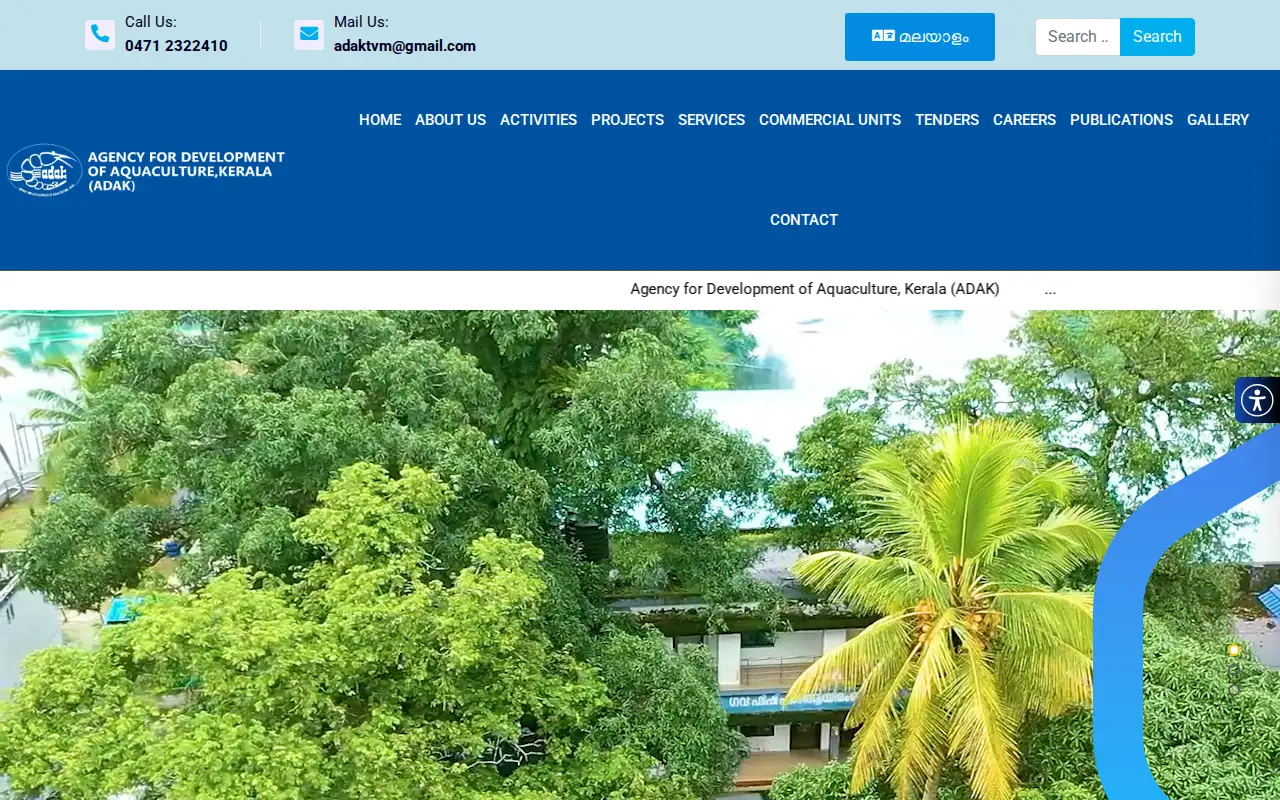 Call Us:
0471 2322410
Mail Us:
adaktvm@gmail.com
മലയാളം
Search ..
Search
HOME ABOUT US ACTIVITIES PROJECTS SERVICES COMMERCIAL UNITS TENDERS CAREERS PUBLICATIONS GALLERY
CONTACT
adak
AGENCY FOR DEVELOPMENT
OF AQUACULTURE,KERALA
(ADAK)
Agency for Development of Aquaculture, Kerala (ADAK) ...